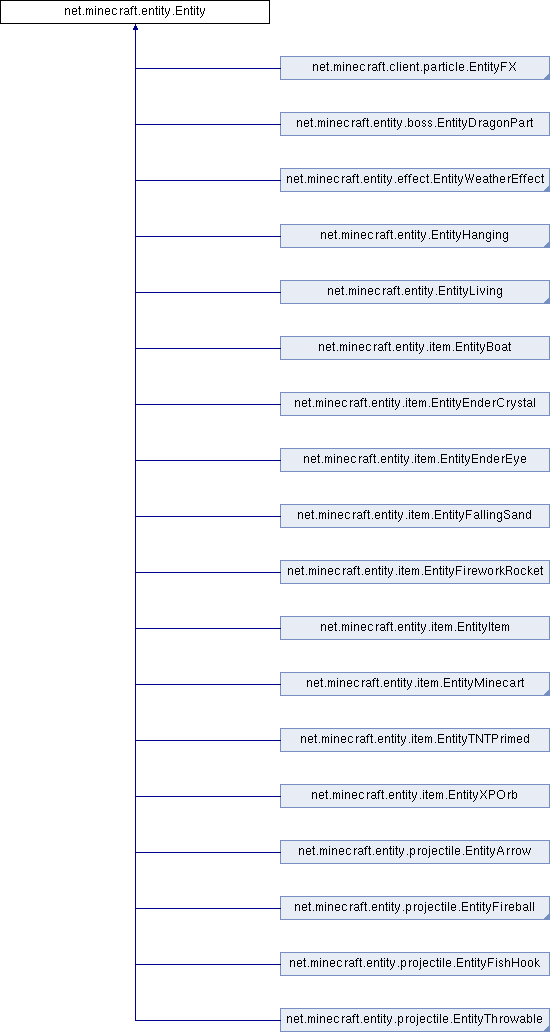 net.minecraft.entity.Entity
net.minecraft.client.particle.EntityFX
net.minecraft.entity.boss.EntityDragonPart
net.minecraft.entity.effect.EntityWeatherEffect
net.minecraft.entity.EntityHanging
net.minecraft.entity.EntityLiving
net.minecraft.entity.item.EntityBoat
net.minecraft.entity.item.EntityEnderCrystal
net.minecraft.entity.item.EntityEnderEye
net.minecraft.entity.item.EntityFallingSand
net.minecraft.entity.item.EntityFireworkRocket
net.minecraft.entity.item.EntityItem
net.minecraft.entity.item.EntityMinecart
net.minecraft.entity.item.EntityTNTPrimed
net.minecraft.entity.item.EntityXPOrb
net.minecraft.entity.projectile.EntityArrow
net.minecraft.entity.projectile.EntityFireball
net.minecraft.entity.projectile.EntityFishHook
net.minecraft.entity.projectile.EntityThrowable